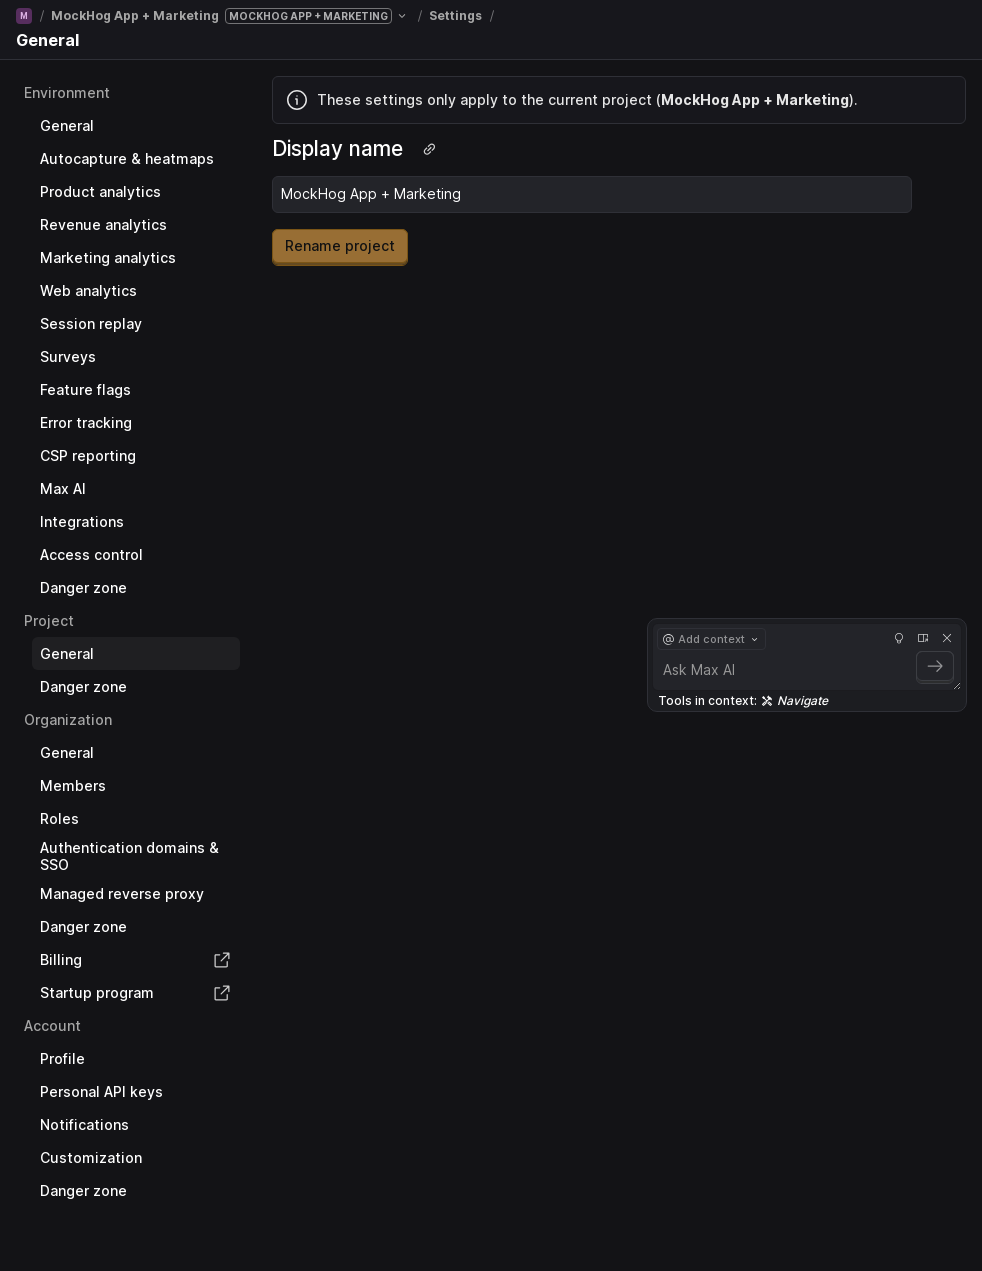 M / MockHog App + Marketing MOCKHOG APP + MARKETING / Settings /
General
Environment
General
Autocapture & heatmaps
Product analytics
Revenue analytics
Marketing analytics
Web analytics
Session replay
Surveys
Feature flags
Error tracking
CSP reporting
Max AI
Integrations
Access control
Danger zone
Project
General
Danger zone
Organization
General
Members
Roles
Authentication domains &
SSO
Managed reverse proxy
Danger zone
Billing
Startup program
Account
Profile
Personal API keys
Notifications
Customization
Danger zone
These settings only apply to the current project (MockHog App + Marketing).
Display name
MockHog App + Marketing
Rename project
@ Add context
Ask Max AI
Tools in context: Navigate